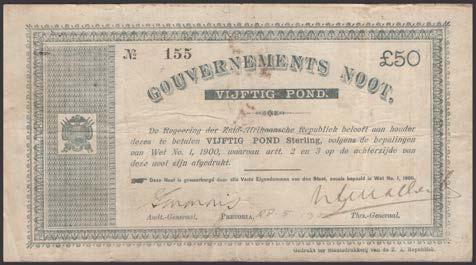 № 155
£50
GOUVERNEMENTS NOOT.
VIJFTIG POND.
De Regeering der Zuid-Afrikaansche Republiek belooft aan houder
dezes te betalen VIJFTIG POND Sterling, volgens de bepalingen
van Wet No. 1, 1900, waarvan artt. 2 en 3 op de achterzijde van
deze noot zijn afgedrukt.
Deze Noot is gewaarborgd door alle Vaste Eigendommen van den Staat, zooals bepaald in Wet No. 1, 1900.
Audt.-Generaal. PRETORIA, 28-5 Thes.-Generaal.
Gedrukt ter Staatsdrukkerij van de Z. A. Republiek.